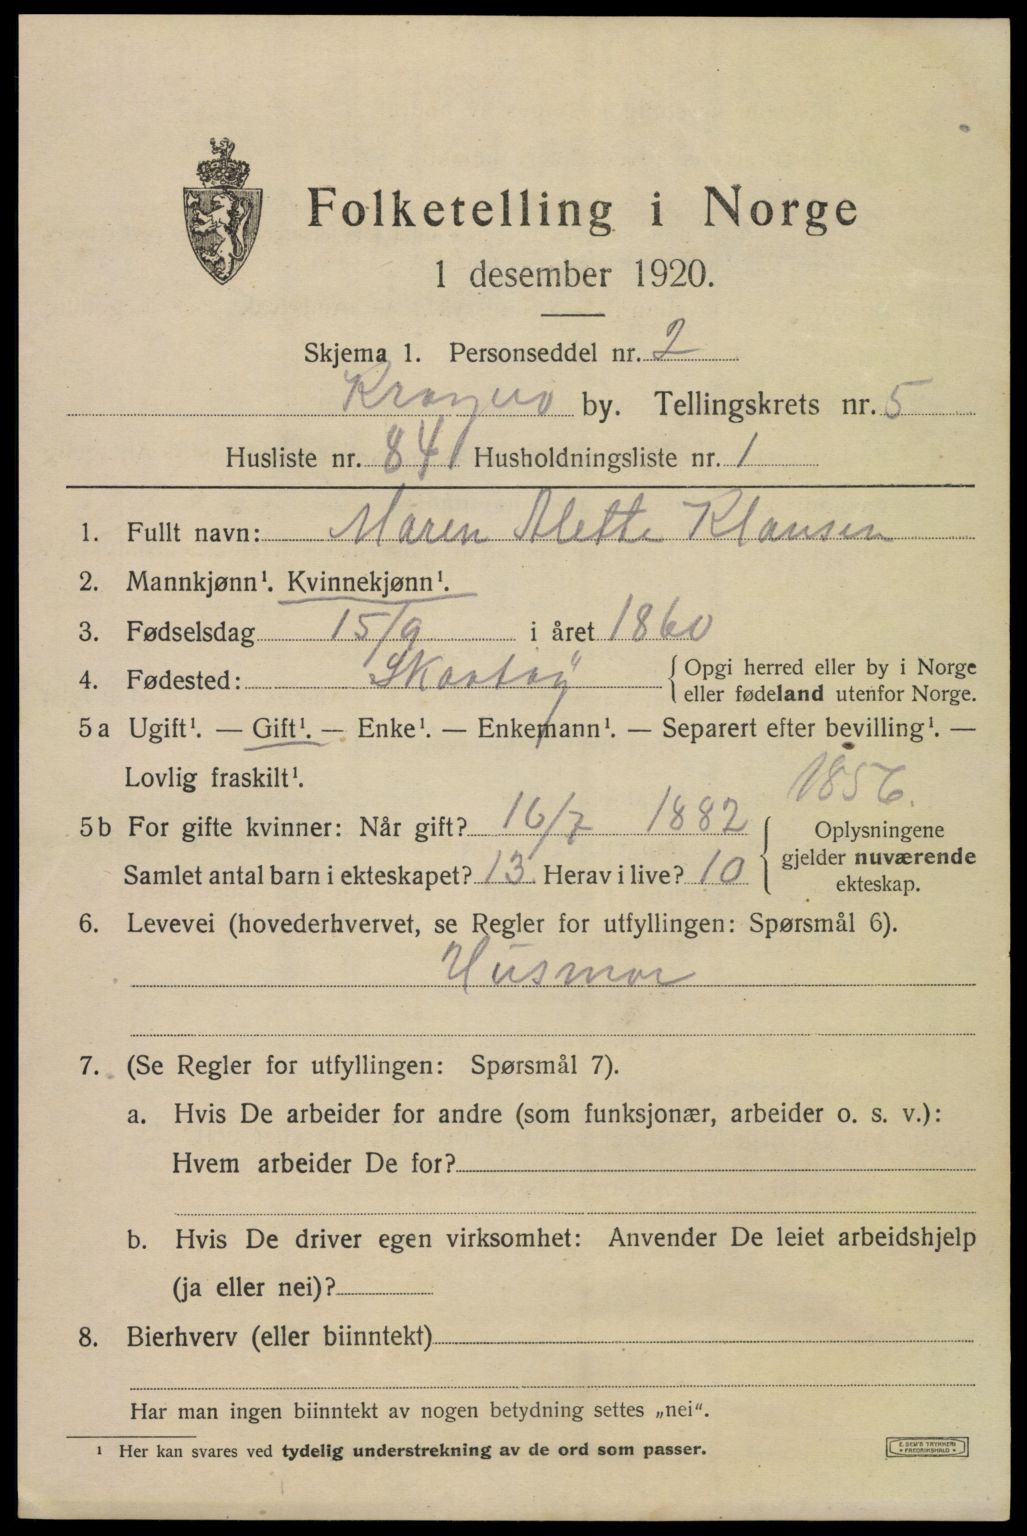 Folketelling i Norge
1 desember 1920.
Skjema 1. Personseddel nr. 2
Kragerø by. Tellingskrets nr. 5
Husliste nr. 84 Husholdningsliste nr. 1
1. Fullt navn: Maren Alette Klausen
2. Mannkjønn¹. Kvinnekjønn¹.
3. Fødselsdag 15/9 i året 1860
4. Fødested: Skaatøy { Opgi herred eller by i Norge
eller fødeland utenfor Norge.
5a Ugift¹. — Gift¹. — Enke¹. — Enkemann¹. — Separert efter bevilling¹. —
Lovlig fraskilt¹. 1856.
5b For gifte kvinner: Når gift? 16/7 1882 { Oplysningene
gjelder nuværende
ekteskap.
Samlet antal barn i ekteskapet? 13. Herav i live? 10
6. Levevei (hovederhvervet, se Regler for utfyllingen: Spørsmål 6).
Husmor
7. (Se Regler for utfyllingen: Spørsmål 7).
a. Hvis De arbeider for andre (som funksjonær, arbeider o. s. v.):
Hvem arbeider De for?
b. Hvis De driver egen virksomhet: Anvender De leiet arbeidshjelp
(ja eller nei)?
8. Bierhverv (eller biinntekt)
Har man ingen biinntekt av nogen betydning settes „nei".
¹ Her kan svares ved tydelig understrekning av de ord som passer.
E. SEM'S TRYKKERI
• FREDRIKSHALD •